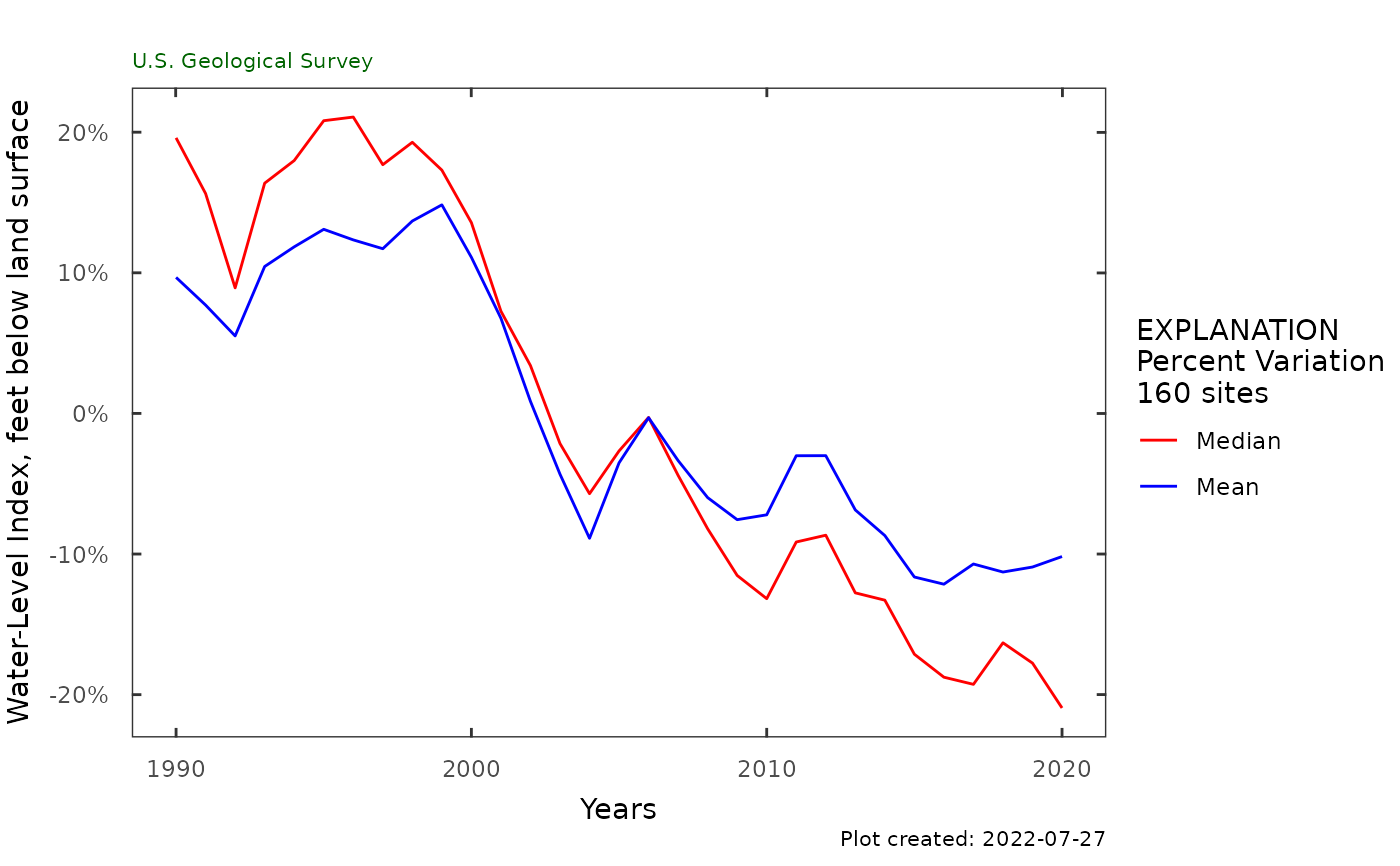 U.S. Geological Survey
Water-Level Index, feet below land surface
20%
10%
0%
-10%
-20%
1990
2000
2010
2020
Years
EXPLANATION
Percent Variation
160 sites
Median
Mean
Plot created: 2022-07-27